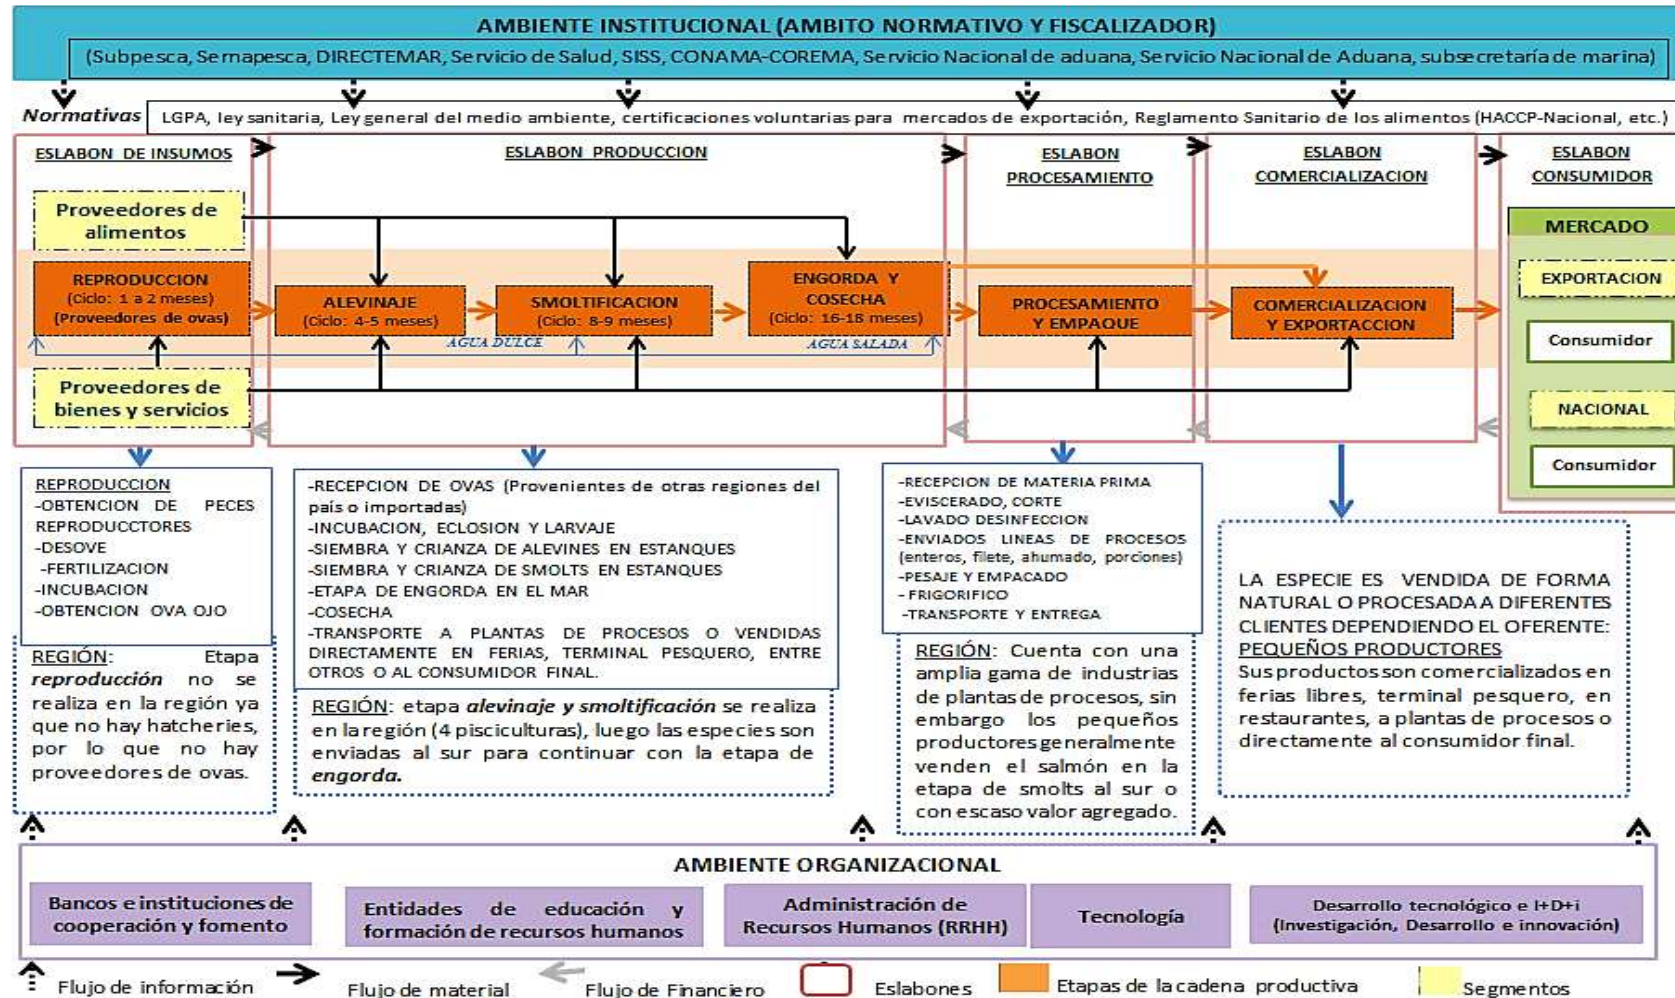 AMBIENTE INSTITUCIONAL (AMBITO NORMATIVO Y FISCALIZADOR)
(Subpesca, Sernapesca, DIRECTEMAR, Servicio de Salud, SISS, CONAMA-COREMA, Servicio Nacional de aduana, Servicio Nacional de Aduana, subsecretaría de marina)
Normativas
LGPA, ley sanitaria, Ley general del medio ambiente, certificaciones voluntarias para mercados de exportación, Reglamento Sanitario de los alimentos (HACCP-Nacional, etc.)
ESLABON DE INSUMOS
ESLABON PRODUCCION
ESLABON
PROCESAMIENTO
ESLABON
COMERCIALIZACION
ESLABON
CONSUMIDOR
Proveedores de
alimentos
REPRODUCCION
(Ciclo: 1 a 2 meses)
(Proveedores de ovas)
ALEVINAJE
(Ciclo: 4-5 meses)
SMOLTIFICACION
(Ciclo: 8-9 meses)
ENGORDA Y
COSECHA
(Ciclo: 16-18 meses)
PROCESAMIENTO
Y EMPAQUE
COMERCIALIZACION
Y EXPORTACCION
AGUA DULCE
AGUA SALADA
Proveedores de
bienes y servicios
MERCADO
EXPORTACION
Consumidor
NACIONAL
Consumidor
REPRODUCCION
-OBTENCION DE PECES
REPRODUCCTORES
-DESOVE
-FERTILIZACION
-INCUBACION
-OBTENCION OVA OJO
REGIÓN: Etapa
reproducción no se
realiza en la región ya
que no hay hatcheries,
por lo que no hay
proveedores de ovas.
-RECEPCION DE OVAS (Provenientes de otras regiones del
país o importadas)
-INCUBACION, ECLOSION Y LARVAJE
-SIEMBRA Y CRIANZA DE ALEVINES EN ESTANQUES
-SIEMBRA Y CRIANZA DE SMOLTS EN ESTANQUES
-ETAPA DE ENGORDA EN EL MAR
-COSECHA
-TRANSPORTE A PLANTAS DE PROCESOS O VENDIDAS
DIRECTAMENTE EN FERIAS, TERMINAL PESQUERO, ENTRE
OTROS O AL CONSUMIDOR FINAL.
REGIÓN: etapa alevinaje y smoltificación se realiza
en la región (4 pisciculturas), luego las especies son
enviadas al sur para continuar con la etapa de
engorda.
-RECEPCION DE MATERIA PRIMA
-EVISCERADO, CORTE
-LAVADO DESINFECCION
-ENVIADOS LINEAS DE PROCESOS
(enteros, filete, ahumado, porciones)
-PESAJE Y EMPACADO
- FRIGORIFICO
-TRANSPORTE Y ENTREGA
REGIÓN: Cuenta con una
amplia gama de industrias
de plantas de procesos, sin
embargo los pequeños
productores generalmente
venden el salmón en la
etapa de smolts al sur o
con escaso valor agregado.
LA ESPECIE ES VENDIDA DE FORMA
NATURAL O PROCESADA A DIFERENTES
CLIENTES DEPENDIENDO EL OFERENTE:
PEQUEÑOS PRODUCTORES
Sus productos son comercializados en
ferias libres, terminal pesquero, en
restaurantes, a plantas de procesos o
directamente al consumidor final.
AMBIENTE ORGANIZACIONAL
Bancos e instituciones de
cooperación y fomento
Entidades de educación y
formación de recursos humanos
Administración de
Recursos Humanos (RRHH)
Tecnología
Desarrollo tecnológico e I+D+i
(Investigación, Desarrollo e innovación)
Flujo de información
Flujo de material
Flujo de Financiero
Eslabones
Etapas de la cadena productiva
Segmentos